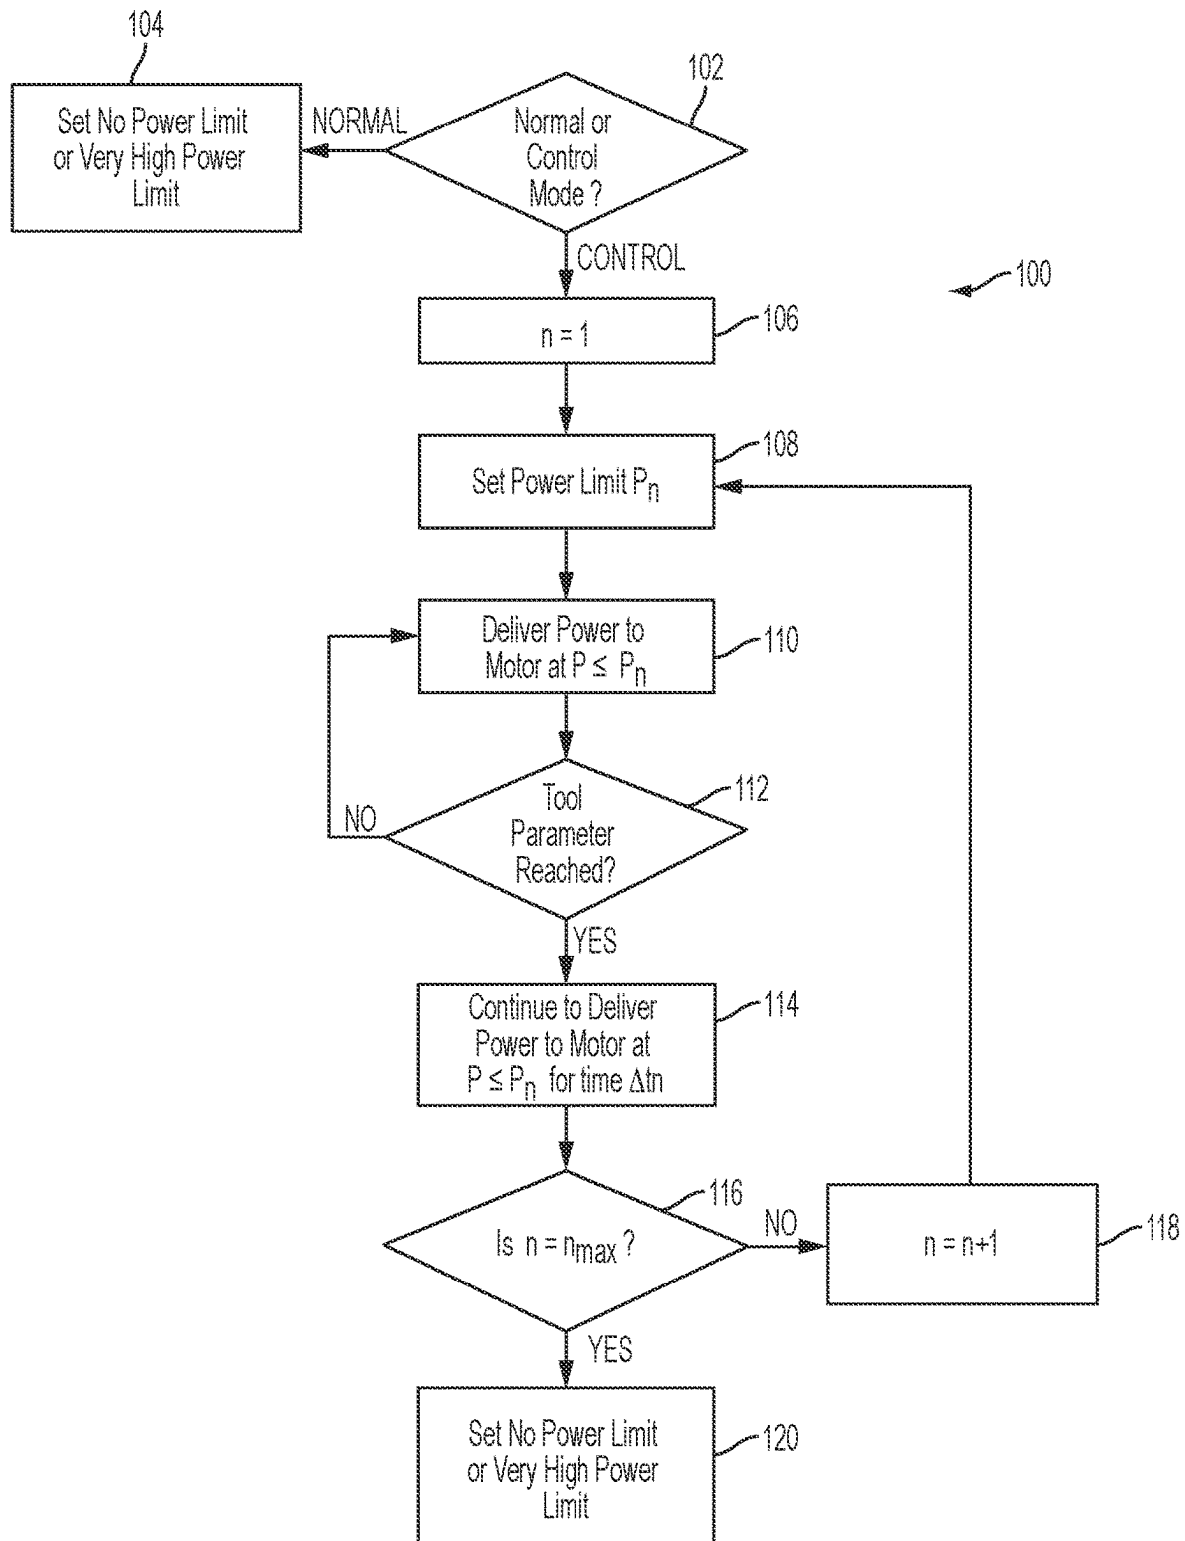 104
102
Set No Power Limit
or Very High Power
Limit
NORMAL
Normal or
Control
Mode ?
CONTROL
100
n = 1
106
108
Set Power Limit Pn
Deliver Power to
Motor at P ≤ Pn
110
Tool
Parameter
Reached?
112
NO
YES
Continue to Deliver
Power to Motor at
P ≤ Pn for time Δtn
114
116
Is n = nmax ?
NO
n = n+1
118
YES
Set No Power Limit
or Very High Power
Limit
120